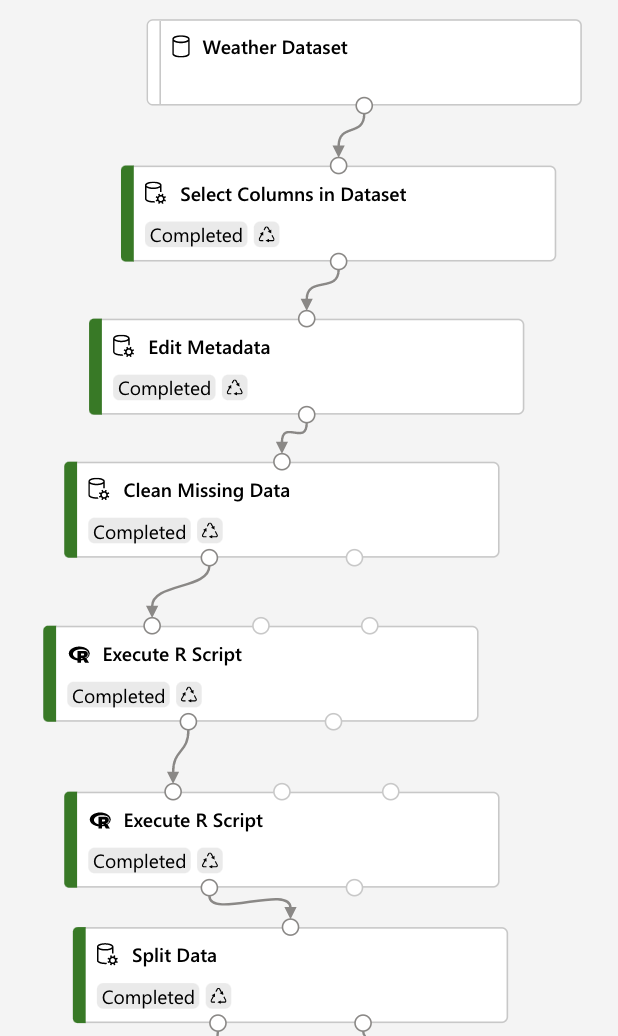 Weather Dataset
Select Columns in Dataset
Completed
Edit Metadata
Completed
Clean Missing Data
Completed
Execute R Script
Completed
Execute R Script
Completed
Split Data
Completed